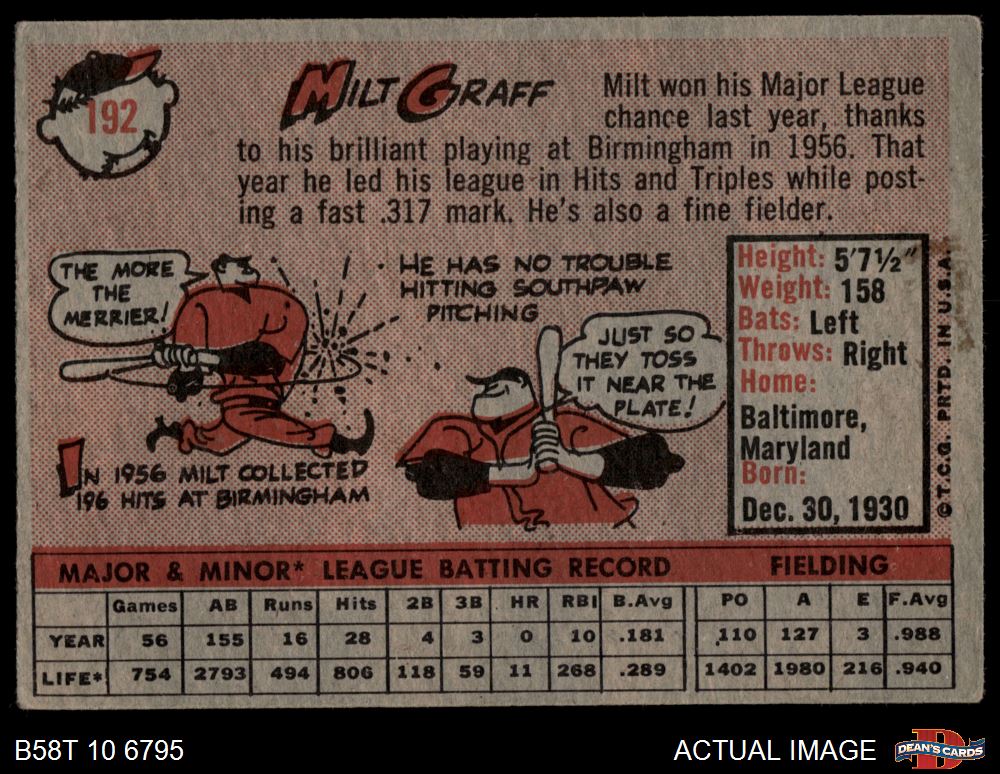 192
MILT GRAFF
Milt won his Major League
chance last year, thanks
to his brilliant playing at Birmingham in 1956. That
year he led his league in Hits and Triples while post-
ing a fast .317 mark. He's also a fine fielder.
THE MORE
THE
MERRIER!
HE HAS NO TROUBLE
HITTING SOUTHPAW
PITCHING
JUST SO
THEY TOSS
IT NEAR THE
PLATE!
IN 1956 MILT COLLECTED
196 HITS AT BIRMINGHAM
Height: 5'7½"
Weight: 158
Bats: Left
Throws: Right
Home:
Baltimore,
Maryland
Born:
Dec. 30, 1930
© T.C.G. PRTD. IN U.S.A.
MAJOR & MINOR* LEAGUE BATTING RECORD FIELDING
Games AB Runs Hits 2B 3B HR RBI B.Avg PO A E F.Avg
YEAR 56 155 16 28 4 3 0 10 .181 110 127 3 .988
LIFE* 754 2793 494 806 118 59 11 268 .289 1402 1980 216 .940
B58T 10 6795
ACTUAL IMAGE
DEAN'S CARDS